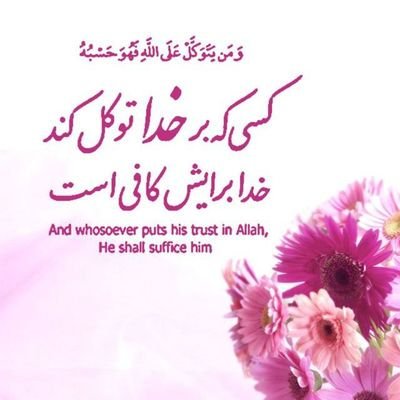 وَمَن يَتَوَكَّلْ عَلَى اللَّهِ فَهُوَ حَسْبُهُ
کسی که بر خدا توکل کند
خدا برایش کافی است
And whosoever puts his trust in Allah,
He shall suffice him